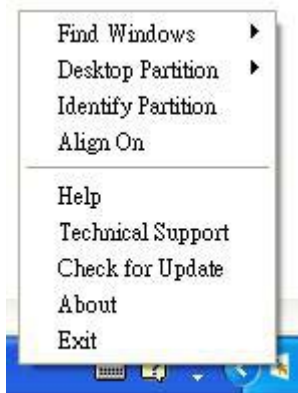 Find Windows
Desktop Partition
Identify Partition
Align On
Help
Technical Support
Check for Update
About
Exit